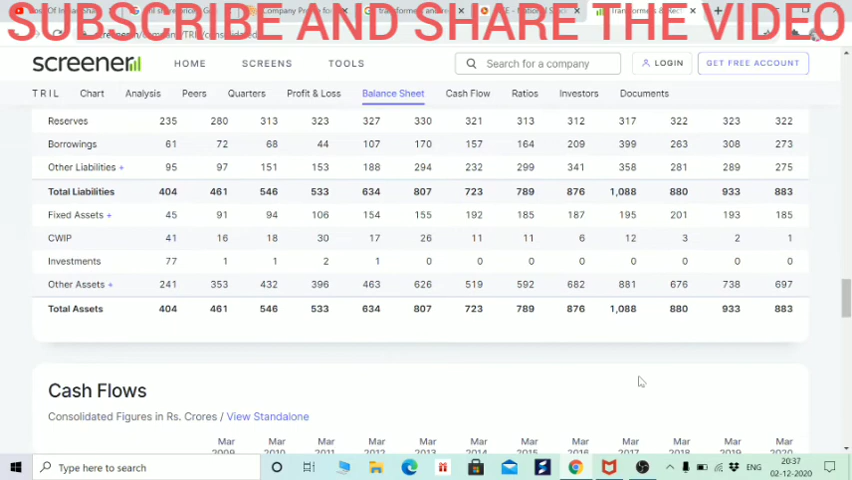 SUBSCRIBE AND SHARE THE VIDEO
screener
HOME SCREENS TOOLS Search for a company LOGIN GET FREE ACCOUNT
T R I L Chart Analysis Peers Quarters Profit & Loss Balance Sheet Cash Flow Ratios Investors Documents
Reserves 235 280 313 323 327 330 321 313 312 317 322 323 322
Borrowings 61 72 68 44 107 170 157 164 209 399 263 308 273
Other Liabilities + 95 97 151 153 188 294 232 299 341 358 281 289 275
Total Liabilities 404 461 546 533 634 807 723 789 876 1,088 880 933 883
Fixed Assets + 45 91 94 106 154 155 192 185 187 195 201 193 185
CWIP 41 16 18 30 17 26 11 11 6 12 3 2 1
Investments 77 1 1 2 1 0 0 0 0 0 0 0 0
Other Assets + 241 353 432 396 463 626 519 592 682 881 676 738 697
Total Assets 404 461 546 533 634 807 723 789 876 1,088 880 933 883
Cash Flows
Consolidated Figures in Rs. Crores / View Standalone
Mar Mar Mar Mar Mar Mar Mar Mar Mar Mar Mar Mar
Type here to search ENG 20:37
02-12-2020